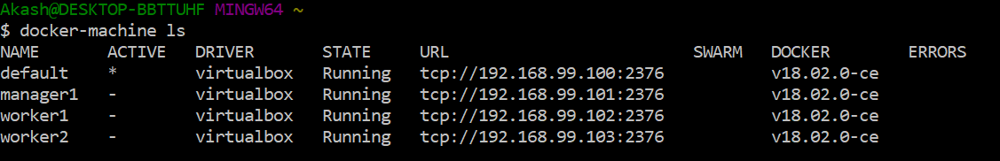 Akash@DESKTOP-BBTTUHF MINGW64 ~
$ docker-machine ls
NAME ACTIVE DRIVER STATE URL SWARM DOCKER ERRORS
default * virtualbox Running tcp://192.168.99.100:2376 v18.02.0-ce
manager1 - virtualbox Running tcp://192.168.99.101:2376 v18.02.0-ce
worker1 - virtualbox Running tcp://192.168.99.102:2376 v18.02.0-ce
worker2 - virtualbox Running tcp://192.168.99.103:2376 v18.02.0-ce